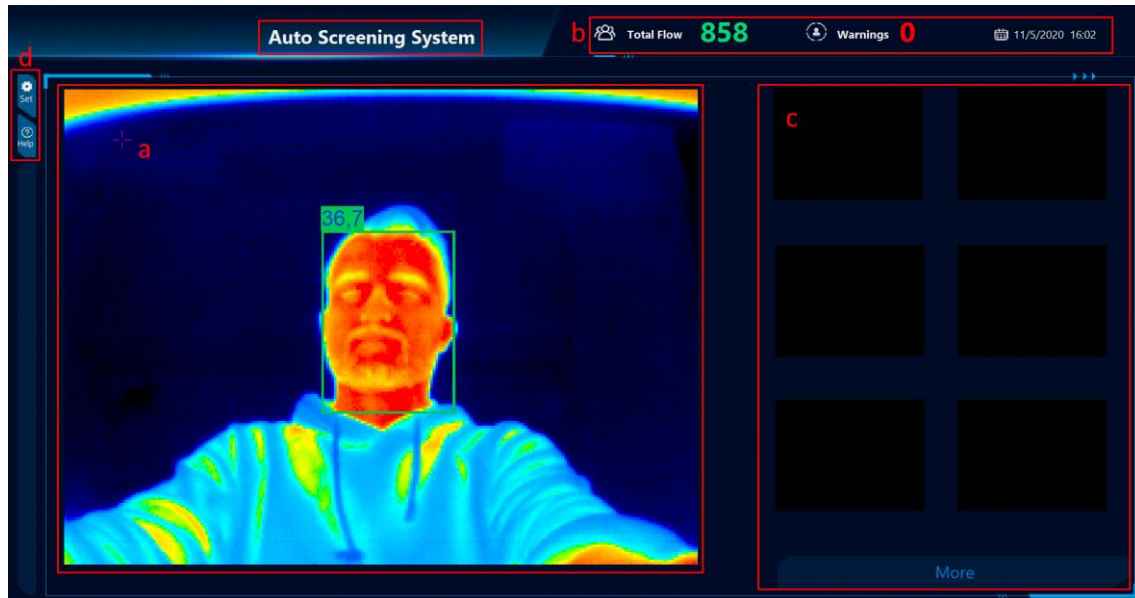 Auto Screening System
b
Total Flow 858
Warnings 0
11/5/2020 16:02
d
Set
Help
a
36,7
c
More